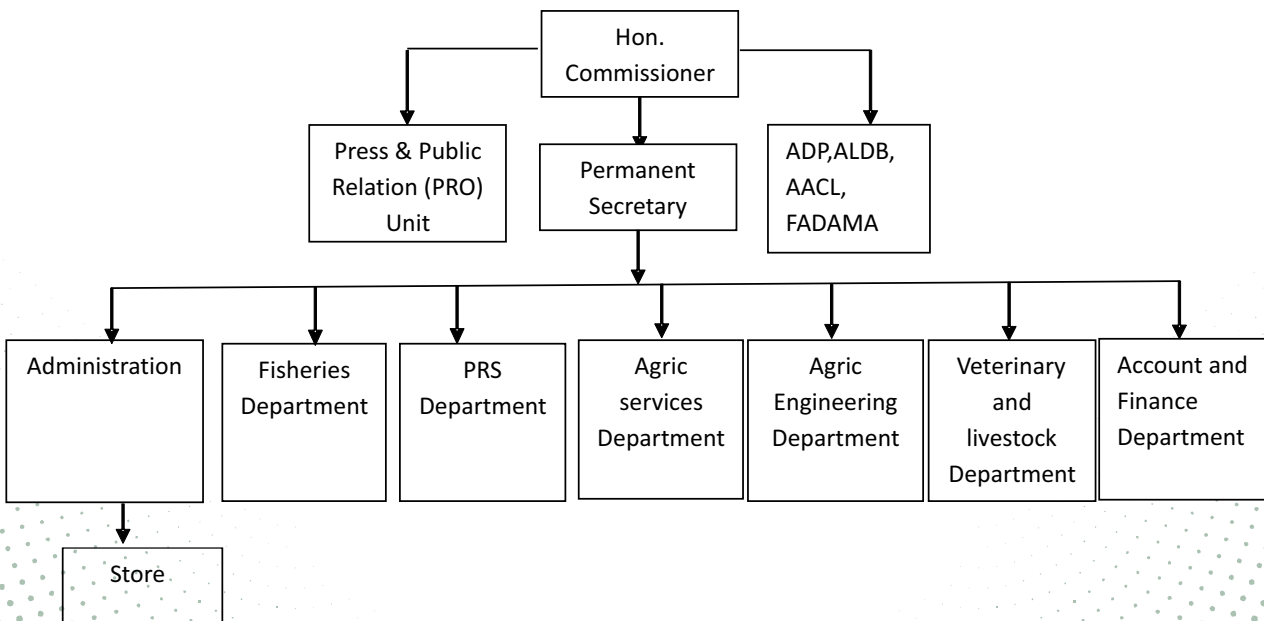 Hon.
Commissioner
Press & Public
Relation (PRO)
Unit
Permanent
Secretary
ADP,ALDB,
AACL,
FADAMA
Administration
Fisheries
Department
PRS
Department
Agric
services
Department
Agric
Engineering
Department
Veterinary
and
livestock
Department
Account and
Finance
Department
Store